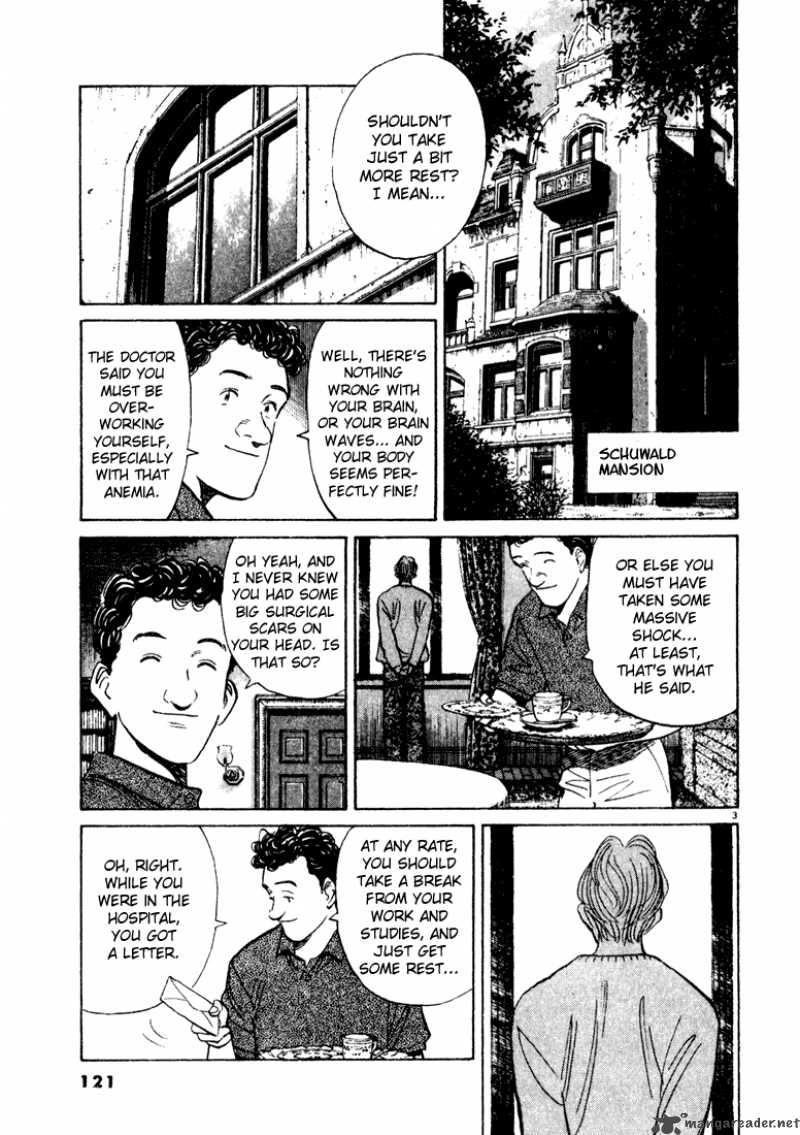 SHOULDN'T
YOU TAKE
JUST A BIT
MORE REST?
I MEAN...
SCHUWALD
MANSION
WELL, THERE'S
NOTHING
WRONG WITH
YOUR BRAIN,
OR YOUR BRAIN
WAVES... AND
YOUR BODY
SEEMS PER-
FECTLY FINE!
THE DOCTOR
SAID YOU
MUST BE
OVER-
WORKING
YOURSELF,
ESPECIALLY
WITH THAT
ANEMIA.
OR ELSE YOU
MUST HAVE
TAKEN SOME
MASSIVE
SHOCK...
AT LEAST,
THAT'S WHAT
HE SAID.
OH YEAH, AND
I NEVER KNEW
YOU HAD SOME
BIG SURGICAL
SCARS ON
YOUR HEAD. IS
THAT SO?
3
AT ANY RATE,
YOU SHOULD
TAKE A BREAK
FROM YOUR
WORK AND
STUDIES, AND
JUST GET
SOME REST...
OH, RIGHT.
WHILE YOU
WERE IN THE
HOSPITAL,
YOU GOT
A LETTER.
121
mangareader.net